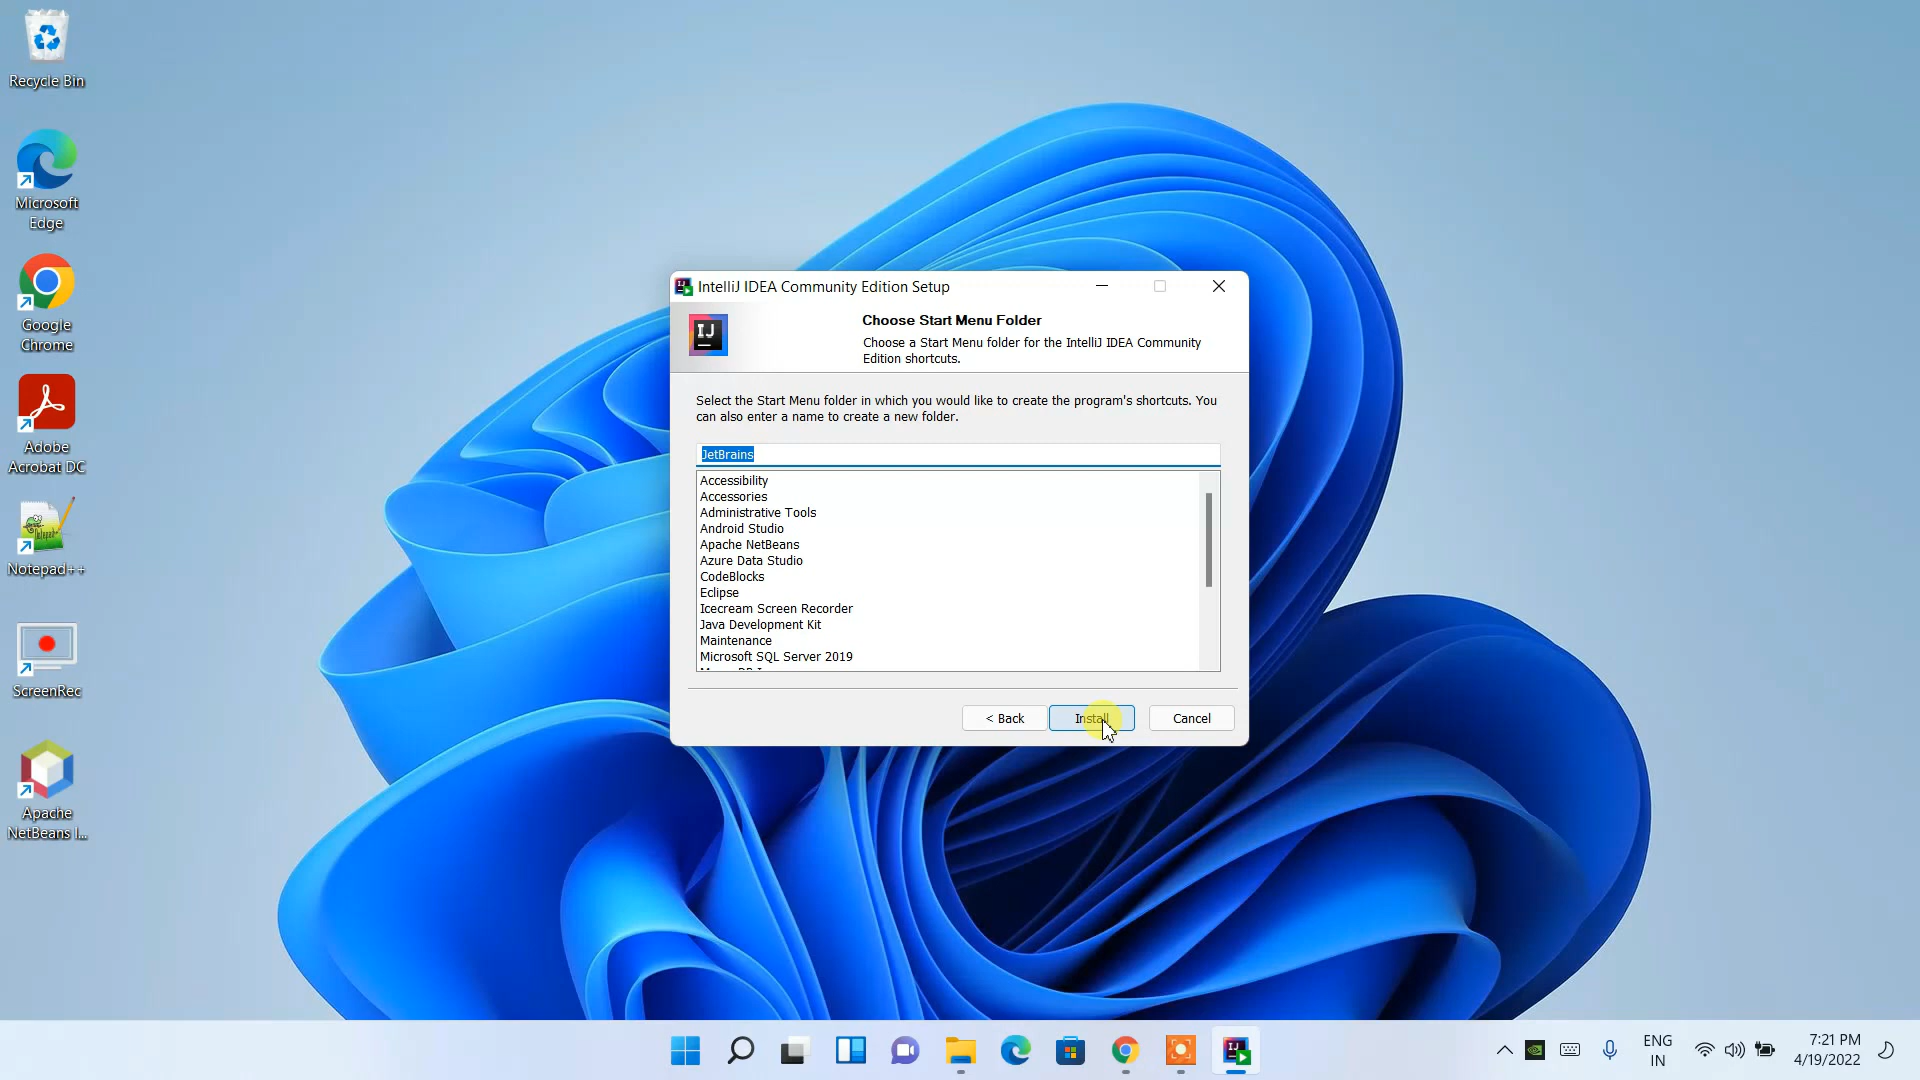 Recycle Bin
Microsoft
Edge
Google
Chrome
Adobe
Acrobat DC
Notepad++
ScreenRec
Apache
NetBeans I...
IntelliJ IDEA Community Edition Setup
IJ
Choose Start Menu Folder
Choose a Start Menu folder for the IntelliJ IDEA Community
Edition shortcuts.
Select the Start Menu folder in which you would like to create the program's shortcuts. You
can also enter a name to create a new folder.
JetBrains
Accessibility
Accessories
Administrative Tools
Android Studio
Apache NetBeans
Azure Data Studio
CodeBlocks
Eclipse
Icecream Screen Recorder
Java Development Kit
Maintenance
Microsoft SQL Server 2019
< Back
Install
Cancel
ENG
IN
7:21 PM
4/19/2022